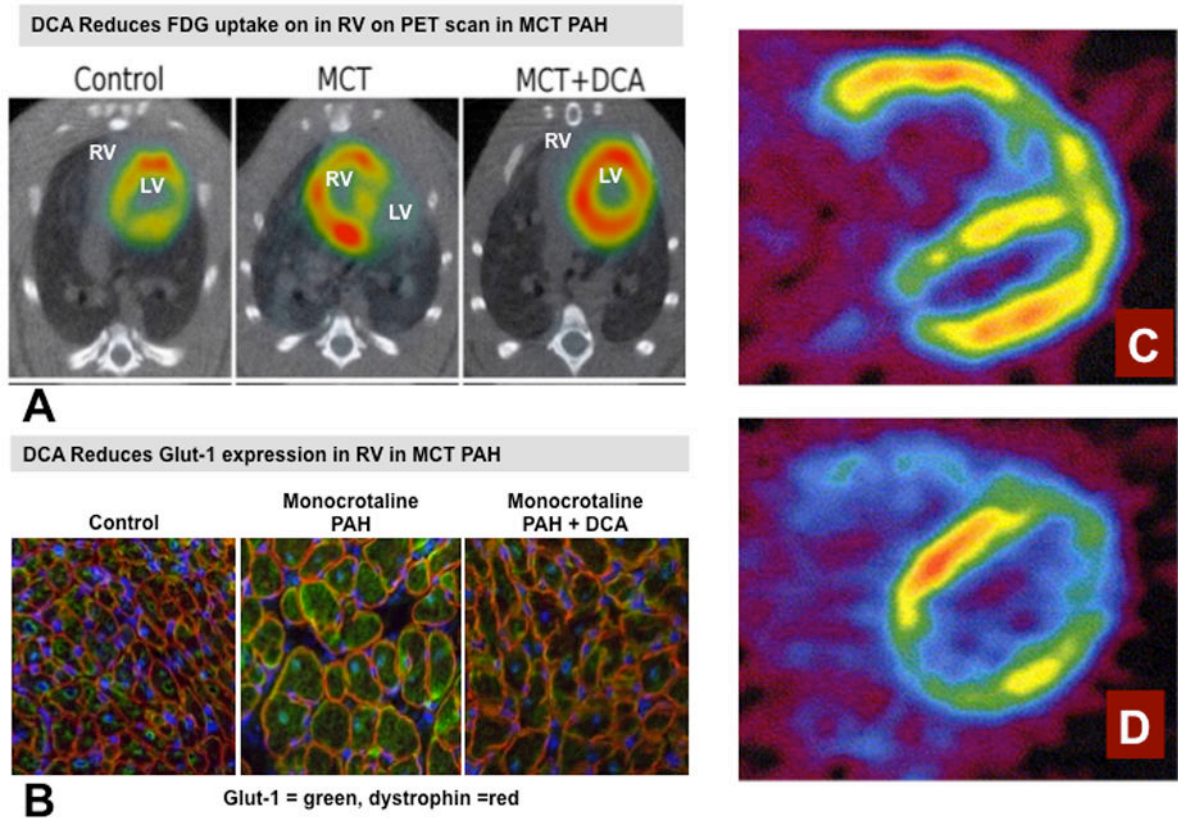 DCA Reduces FDG uptake on in RV on PET scan in MCT PAH
Control
MCT
MCT+DCA
RV
LV
RV
LV
RV
LV
A
DCA Reduces Glut-1 expression in RV in MCT PAH
Control
Monocrotaline
PAH
Monocrotaline
PAH + DCA
B
Glut-1 = green, dystrophin =red
C
D